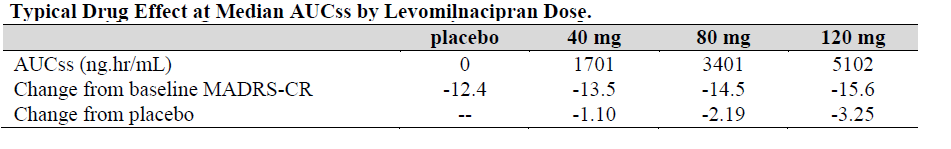 Typical Drug Effect at Median AUCss by Levomilnacipran Dose.
placebo 40 mg 80 mg 120 mg
AUCss (ng.hr/mL) 0 1701 3401 5102
Change from baseline MADRS-CR -12.4 -13.5 -14.5 -15.6
Change from placebo -- -1.10 -2.19 -3.25